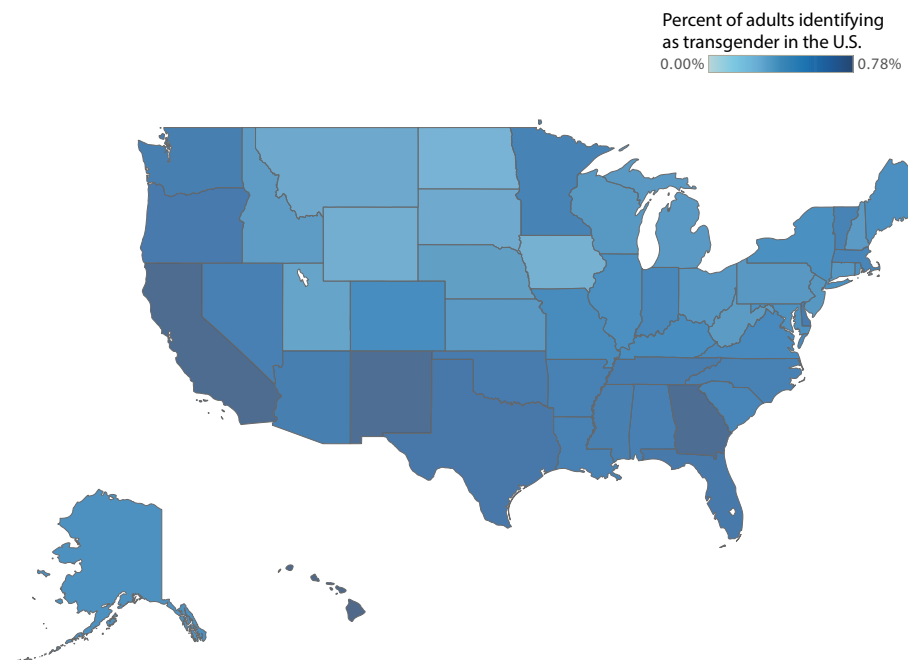 Percent of adults identifying
as transgender in the U.S.
0.00% 0.78%